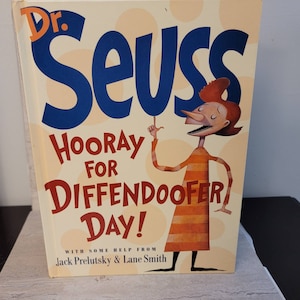 Dr.
Seuss
HOORAY
FOR
DIFFENDOOFER
DAY!
WITH SOME HELP FROM
Jack Prelutsky & Lane Smith